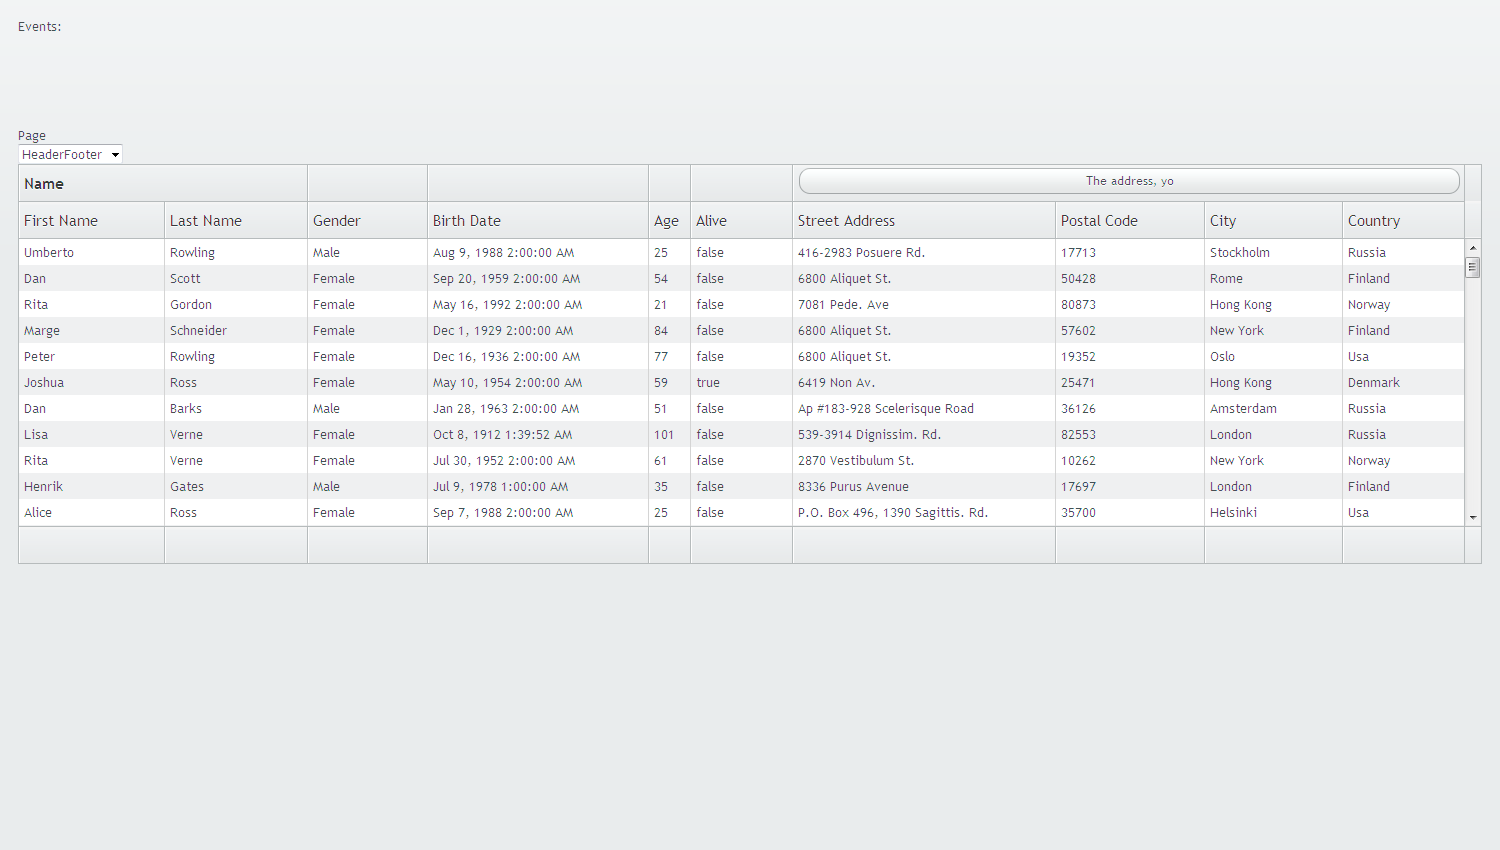 Events:
Page
HeaderFooter
Name The address, yo
First Name Last Name Gender Birth Date Age Alive Street Address Postal Code City Country
Umberto Rowling Male Aug 9, 1988 2:00:00 AM 25 false 416-2983 Posuere Rd. 17713 Stockholm Russia
Dan Scott Female Sep 20, 1959 2:00:00 AM 54 false 6800 Aliquet St. 50428 Rome Finland
Rita Gordon Female May 16, 1992 2:00:00 AM 21 false 7081 Pede. Ave 80873 Hong Kong Norway
Marge Schneider Female Dec 1, 1929 2:00:00 AM 84 false 6800 Aliquet St. 57602 New York Finland
Peter Rowling Female Dec 16, 1936 2:00:00 AM 77 false 6800 Aliquet St. 19352 Oslo Usa
Joshua Ross Female May 10, 1954 2:00:00 AM 59 true 6419 Non Av. 25471 Hong Kong Denmark
Dan Barks Male Jan 28, 1963 2:00:00 AM 51 false Ap #183-928 Scelerisque Road 36126 Amsterdam Russia
Lisa Verne Female Oct 8, 1912 1:39:52 AM 101 false 539-3914 Dignissim. Rd. 82553 London Russia
Rita Verne Female Jul 30, 1952 2:00:00 AM 61 false 2870 Vestibulum St. 10262 New York Norway
Henrik Gates Male Jul 9, 1978 1:00:00 AM 35 false 8336 Purus Avenue 17697 London Finland
Alice Ross Female Sep 7, 1988 2:00:00 AM 25 false P.O. Box 496, 1390 Sagittis. Rd. 35700 Helsinki Usa